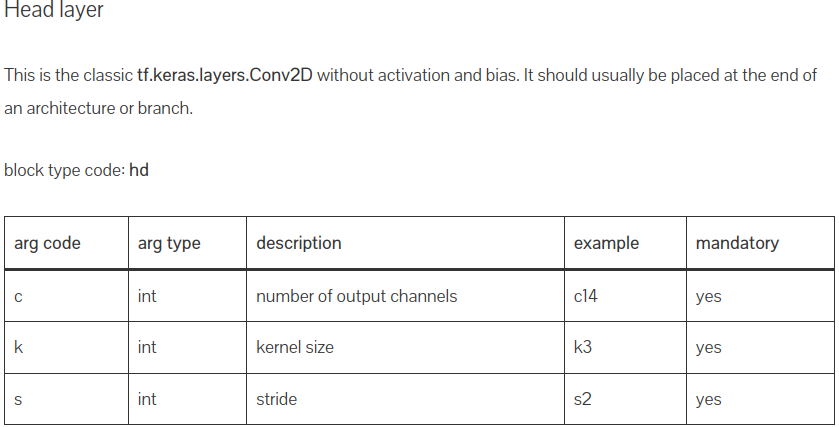 Head layer
This is the classic tf.keras.layers.Conv2D without activation and bias. It should usually be placed at the end of
an architecture or branch.
block type code: hd
arg code arg type description example mandatory
c int number of output channels c14 yes
k int kernel size k3 yes
s int stride s2 yes